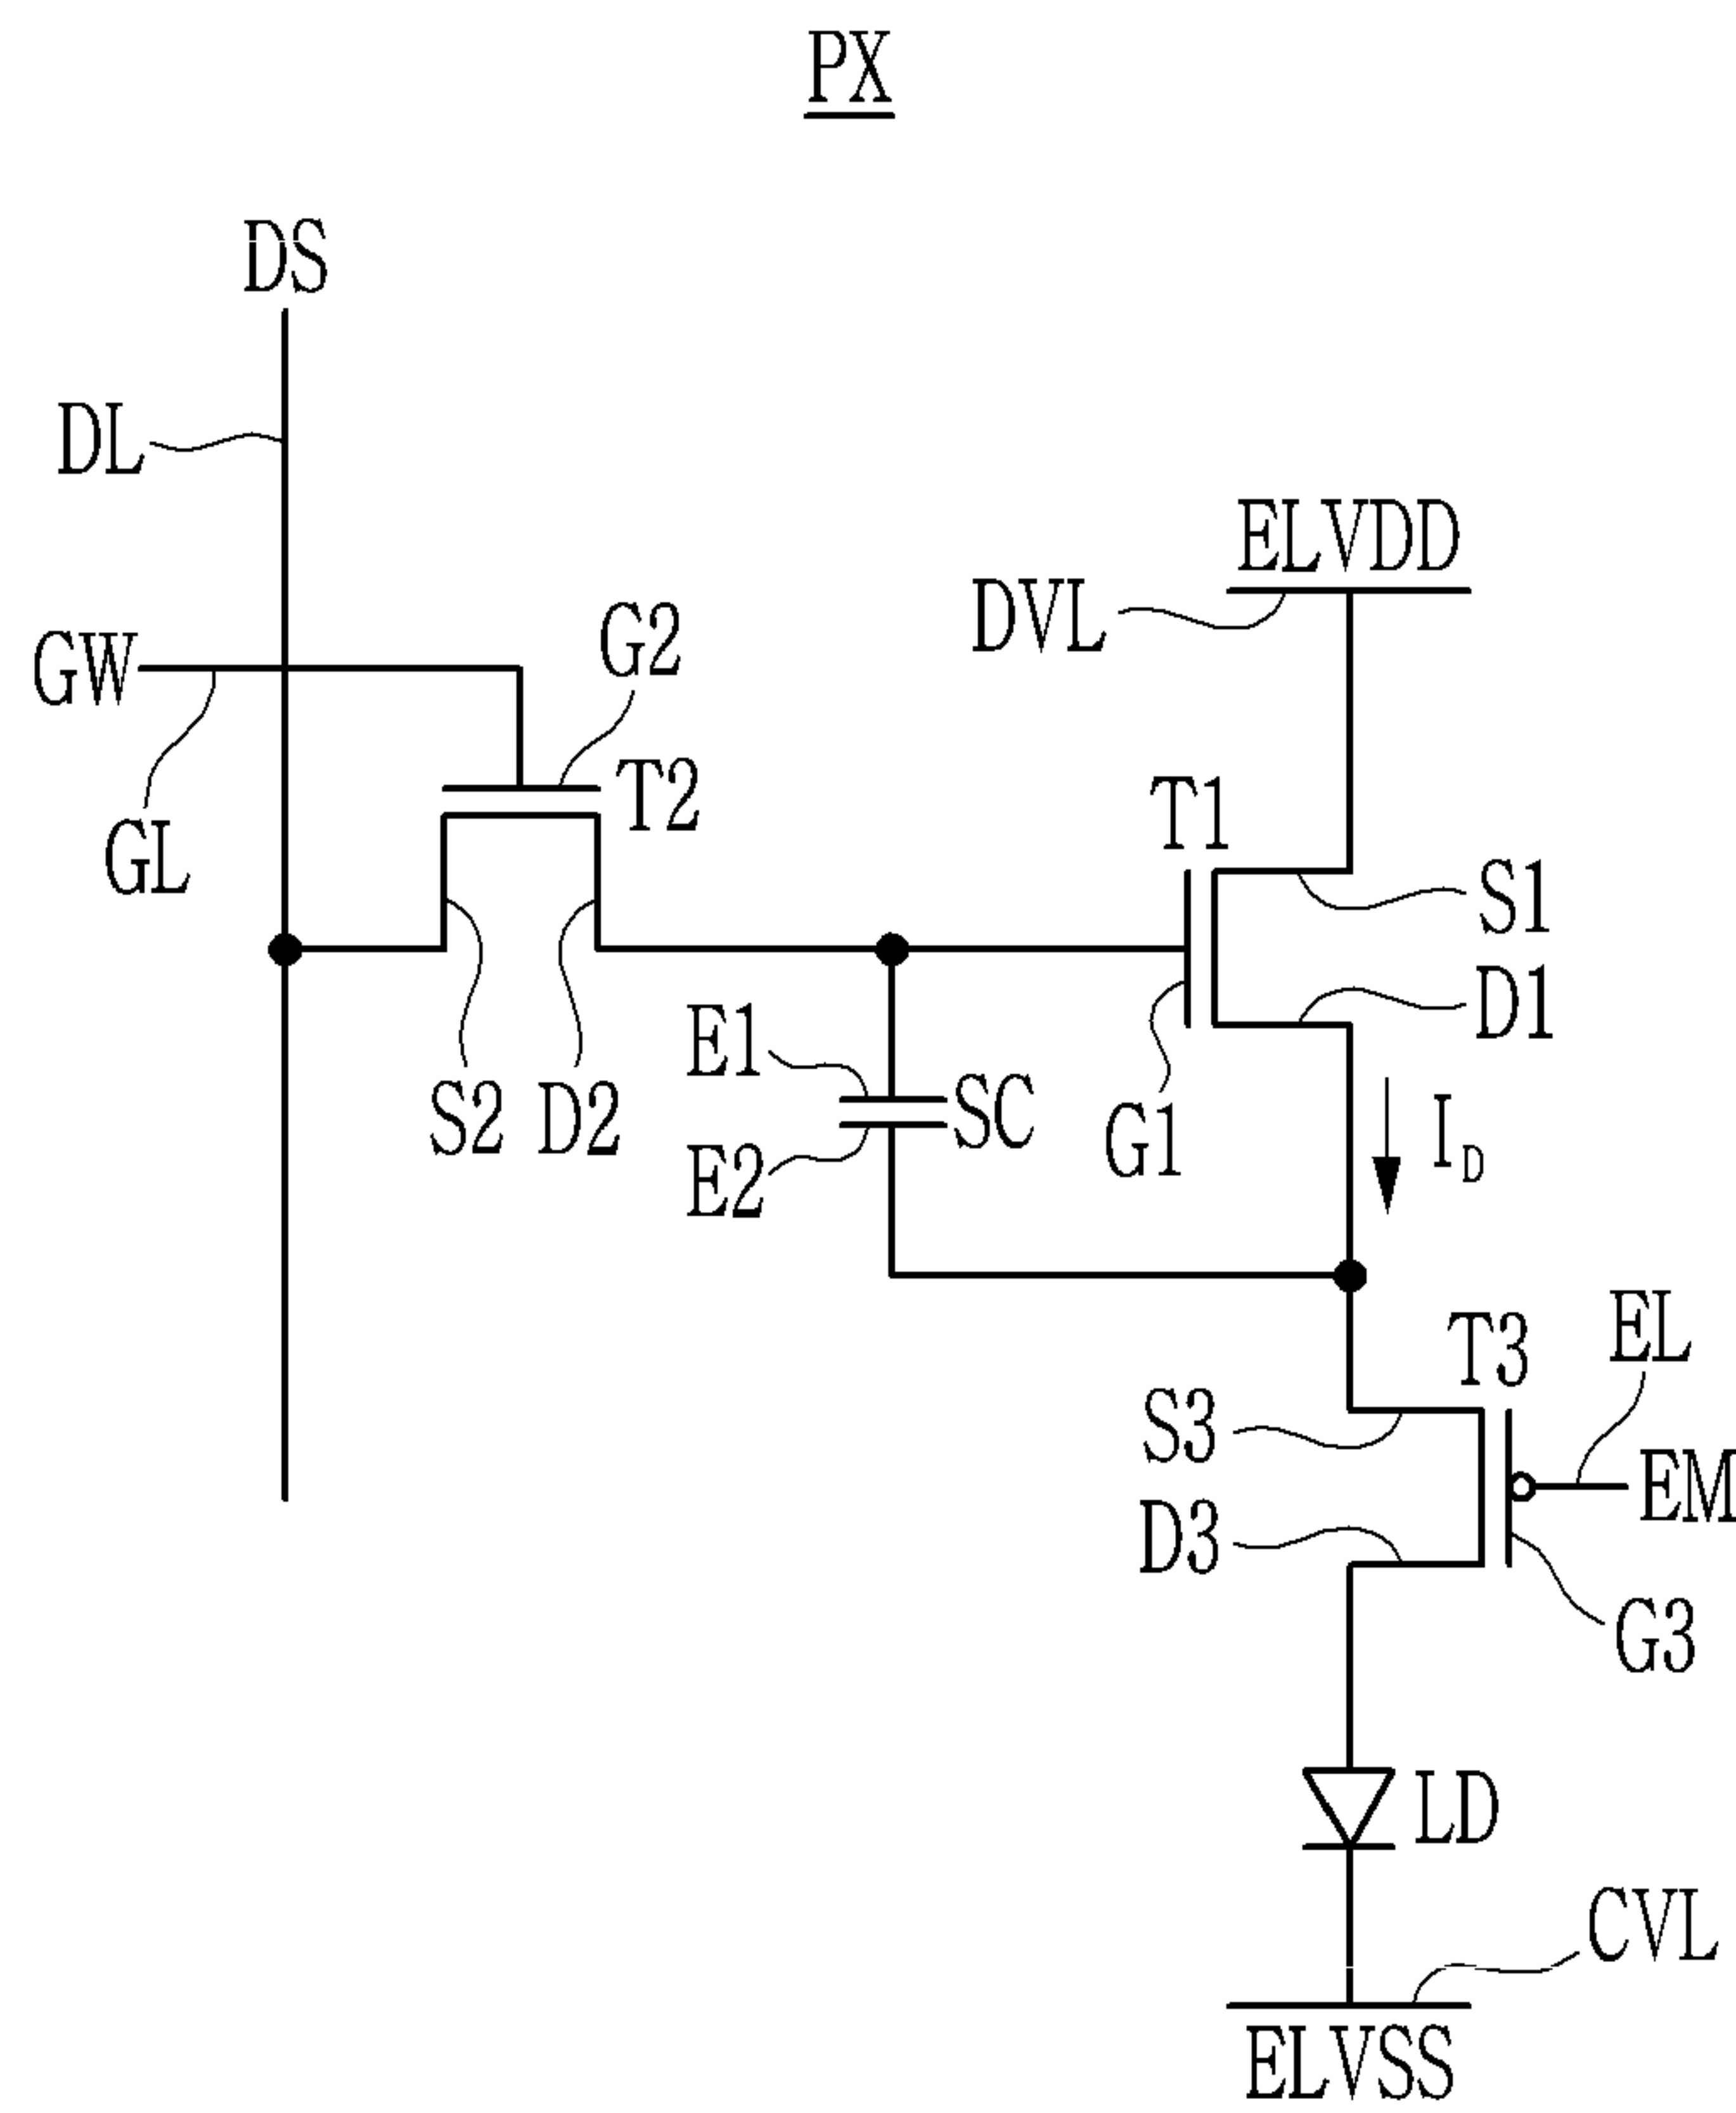 PX
DS
DL
ELVDD
DVL
GW
G2
T2
T1
GL
S1
D1
E1
SC
S2
D2
G1
I_D
E2
T3
EL
S3
EM
D3
G3
LD
CVL
ELVSS